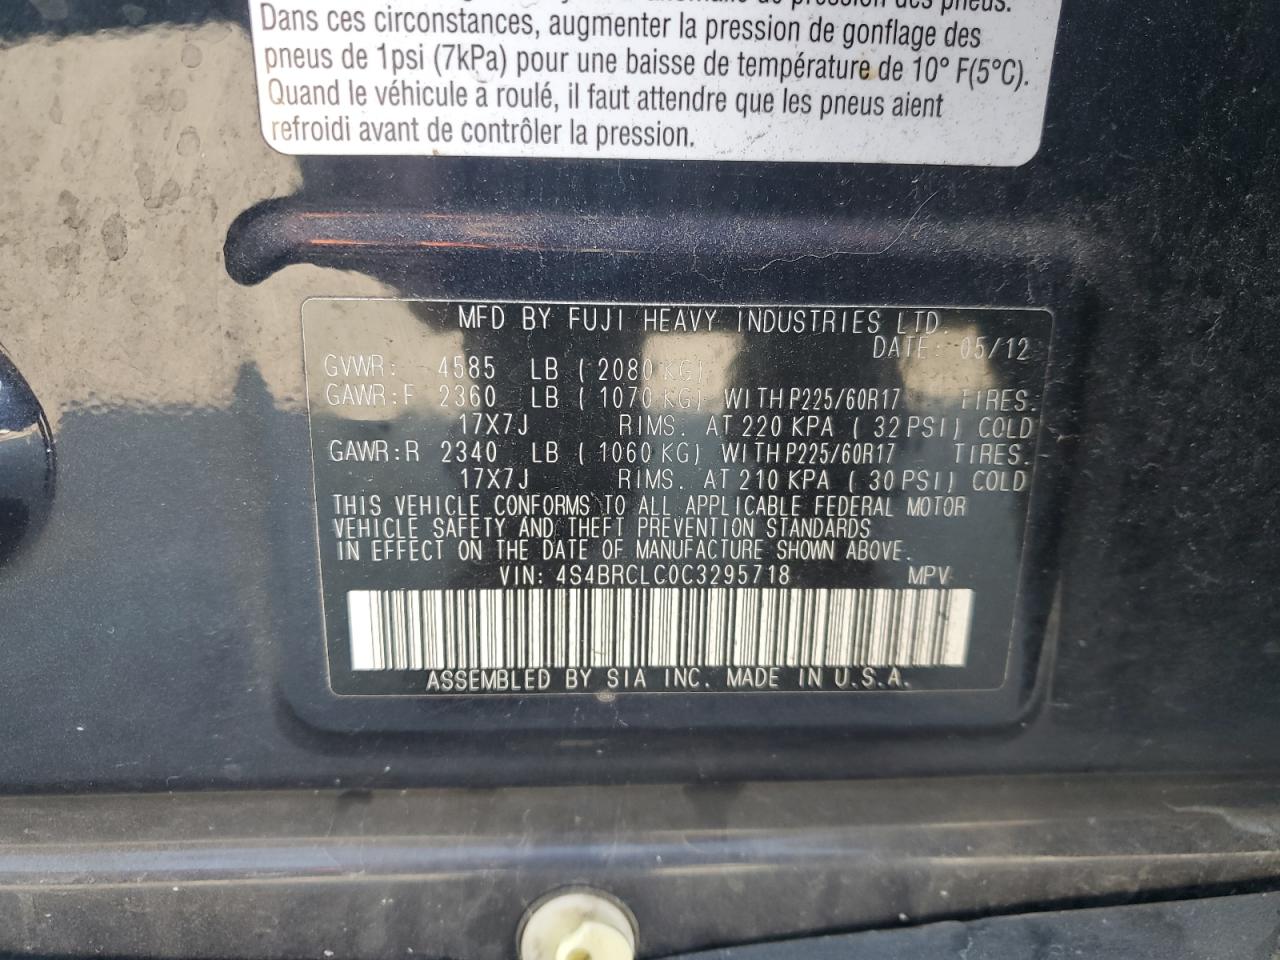 de pression des pneus.
Dans ces circonstances, augmenter la pression de gonflage des
pneus de 1psi (7kPa) pour une baisse de température de 10° F(5°C).
Quand le véhicule a roulé, il faut attendre que les pneus aient
refroidi avant de contrôler la pression.
MFD BY FUJI HEAVY INDUSTRIES LTD.
DATE: 05/12
GVWR: 4585 LB (2080 KG)
GAWR:F 2360 LB (1070 KG) WITH P225/60R17 TIRES.
17X7J RIMS. AT 220 KPA (32 PSI) COLD
GAWR:R 2340 LB (1060 KG) WITH P225/60R17 TIRES.
17X7J RIMS. AT 210 KPA (30 PSI) COLD
THIS VEHICLE CONFORMS TO ALL APPLICABLE FEDERAL MOTOR
VEHICLE SAFETY AND THEFT PREVENTION STANDARDS
IN EFFECT ON THE DATE OF MANUFACTURE SHOWN ABOVE.
VIN: 4S4BRCLC0C3295718 MPV
ASSEMBLED BY SIA INC. MADE IN U.S.A.